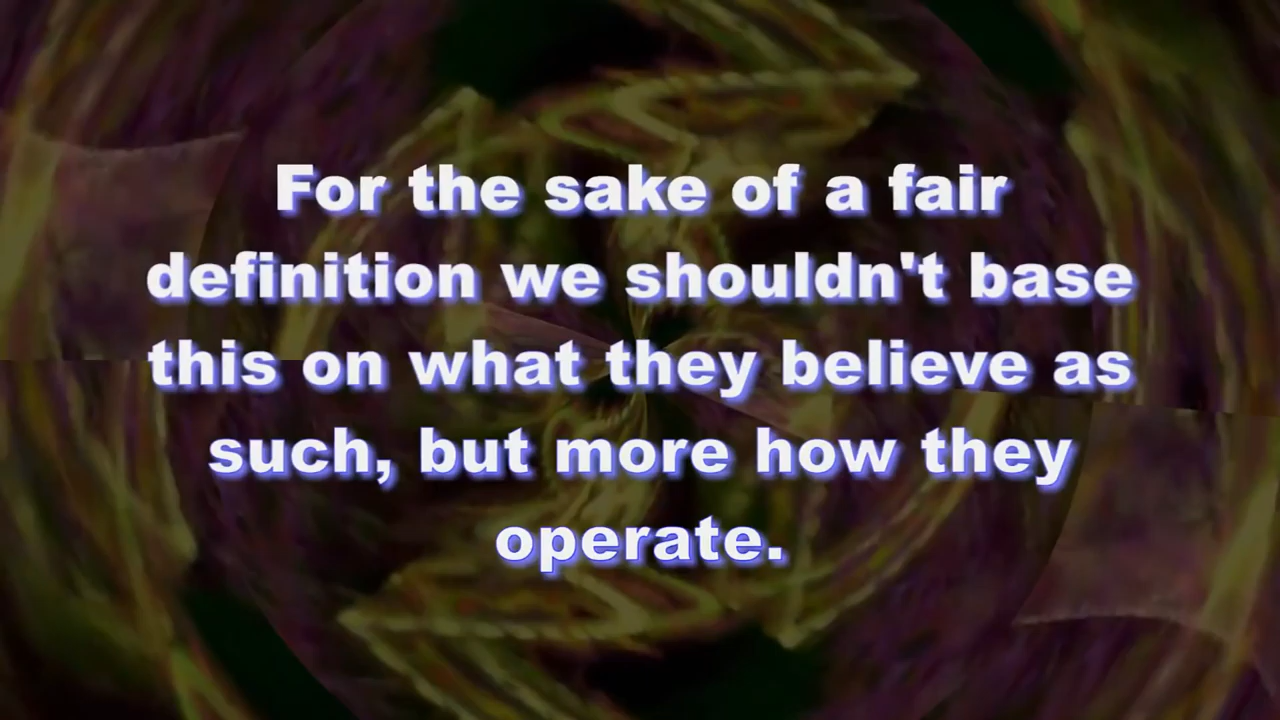 For the sake of a fair
definition we shouldn't base
this on what they believe as
such, but more how they
operate.